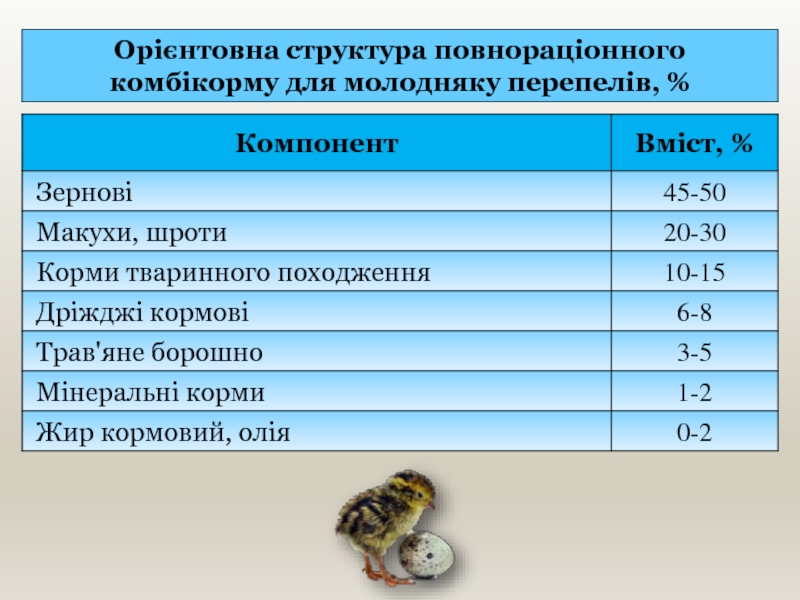 Орієнтовна структура повнораціонного
комбікорму для молодняку перепелів, %
Компонент Вміст, %
Зернові 45-50
Макухи, шроти 20-30
Корми тваринного походження 10-15
Дріжджі кормові 6-8
Трав'яне борошно 3-5
Мінеральні корми 1-2
Жир кормовий, олія 0-2